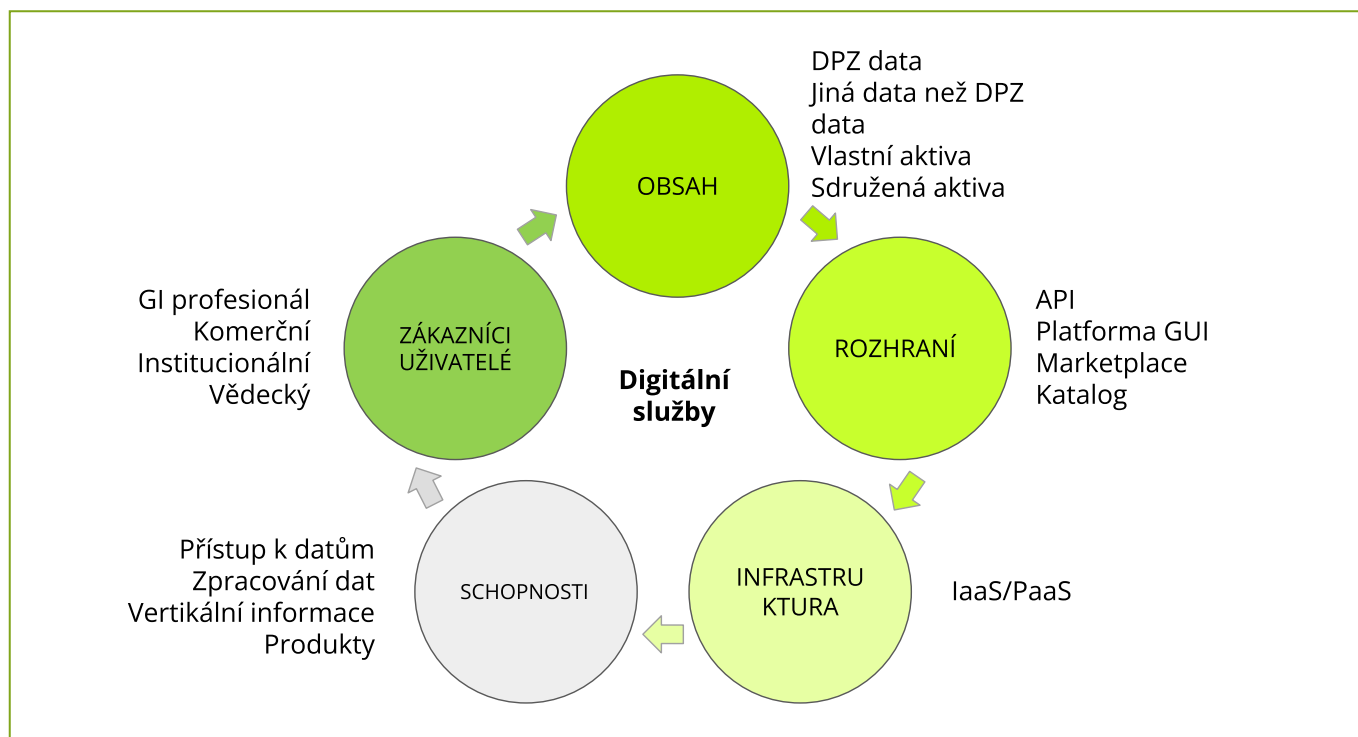 OBSAH
DPZ data
Jiná data než DPZ
data
Vlastní aktiva
Sdružená aktiva
ROZHRANÍ
API
Platforma GUI
Marketplace
Katalog
INFRASTRU
KTURA
IaaS/PaaS
SCHOPNOSTI
Přístup k datům
Zpracování dat
Vertikální informace
Produkty
ZÁKAZNÍCI
UŽIVATELÉ
GI profesionál
Komerční
Institucionální
Vědecký
Digitální
služby